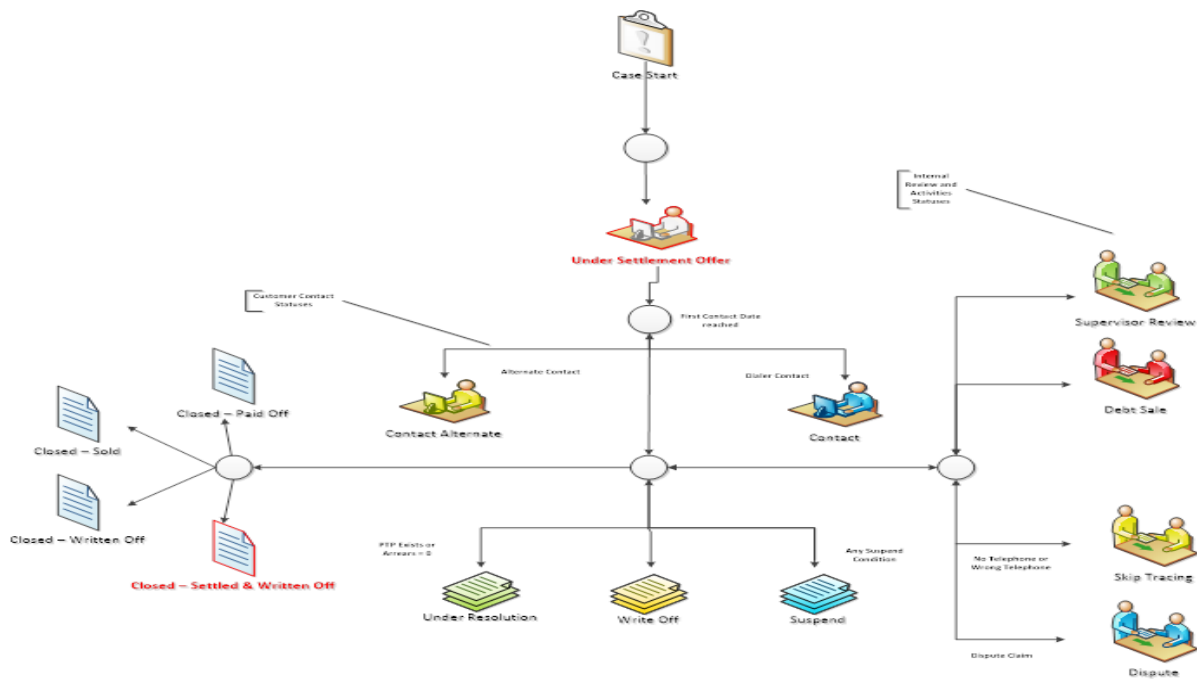 Case Start
Internal
Review and
Activities
Statuses
Under Settlement Offer
Customer Contact
Statuses
First Contact Date
reached
Supervisor Review
Alternate Contact
Dialer Contact
Closed – Paid Off
Debt Sale
Contact Alternate
Contact
Closed – Sold
Closed – Written Off
PTP Exists or
Arrears = 0
Any Suspend
Condition
No Telephone or
Wrong Telephone
Skip Tracing
Closed – Settled & Written Off
Under Resolution
Write Off
Suspend
Dispute Claim
Dispute